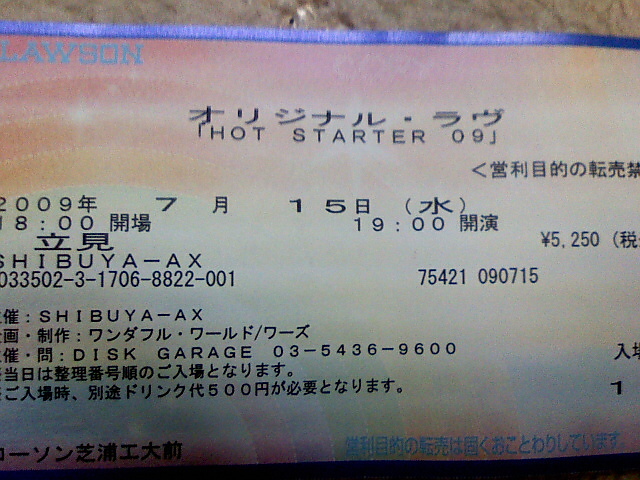 LAWSON
オリジナル・ラヴ
「HOT STARTER 09」
<営利目的の転売禁
2009年 7月 15日(水)
18:00 開場 19:00 開演
立見 ¥5,250 (税
SHIBUYA-AX
033502-3-1706-8822-001 75421 090715
主催:SHIBUYA-AX
企画・制作:ワンダフル・ワールド/ワーズ
主催・問:DISK GARAGE 03-5436-9600 入場
※当日は整理番号順のご入場となります。
※ご入場時、別途ドリンク代500円が必要となります。 1
ローソン芝浦工大前 営利目的の転売は固くおことわりしています。